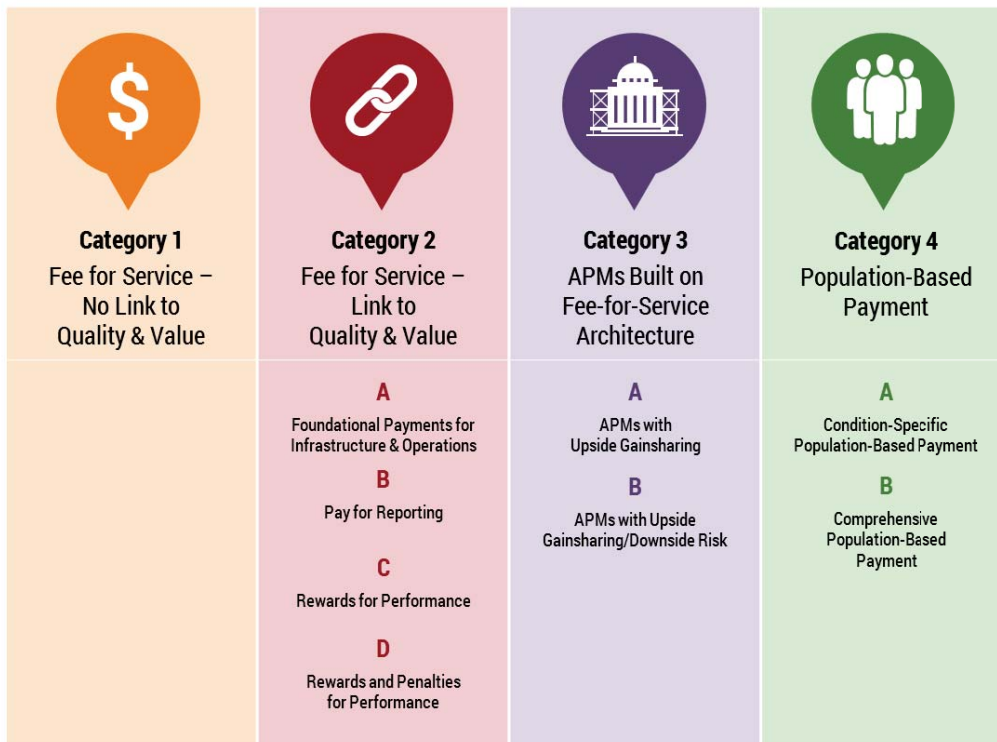 $
Category 1
Fee for Service –
No Link to
Quality & Value
Category 2
Fee for Service –
Link to
Quality & Value
A
Foundational Payments for
Infrastructure & Operations
B
Pay for Reporting
C
Rewards for Performance
D
Rewards and Penalties
for Performance
Category 3
APMs Built on
Fee-for-Service
Architecture
A
APMs with
Upside Gainsharing
B
APMs with Upside
Gainsharing/Downside Risk
Category 4
Population-Based
Payment
A
Condition-Specific
Population-Based Payment
B
Comprehensive
Population-Based
Payment